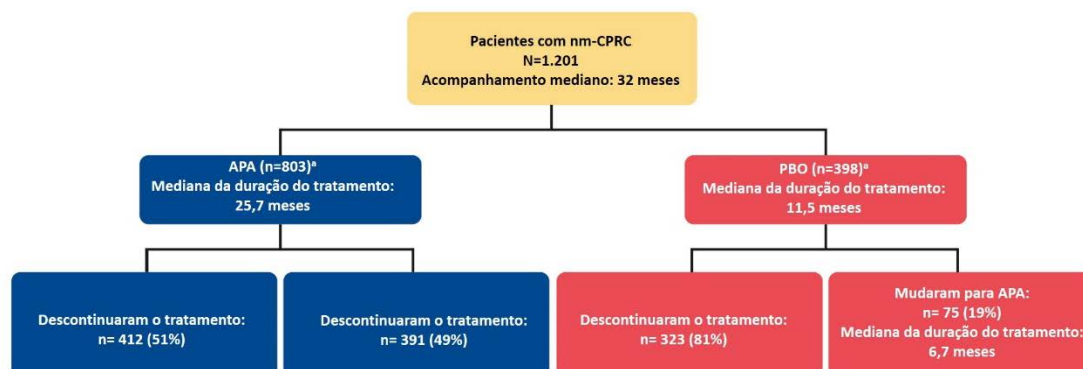 Pacientes com nm-CPRC
N=1.201
Acompanhamento mediano: 32 meses
APA (n=803)ᵃ
Mediana da duração do tratamento:
25,7 meses
PBO (n=398)ᵃ
Mediana da duração do tratamento:
11,5 meses
Descontinuaram o tratamento:
n= 412 (51%)
Descontinuaram o tratamento:
n= 391 (49%)
Descontinuaram o tratamento:
n= 323 (81%)
Mudaram para APA:
n= 75 (19%)
Mediana da duração do tratamento:
6,7 meses